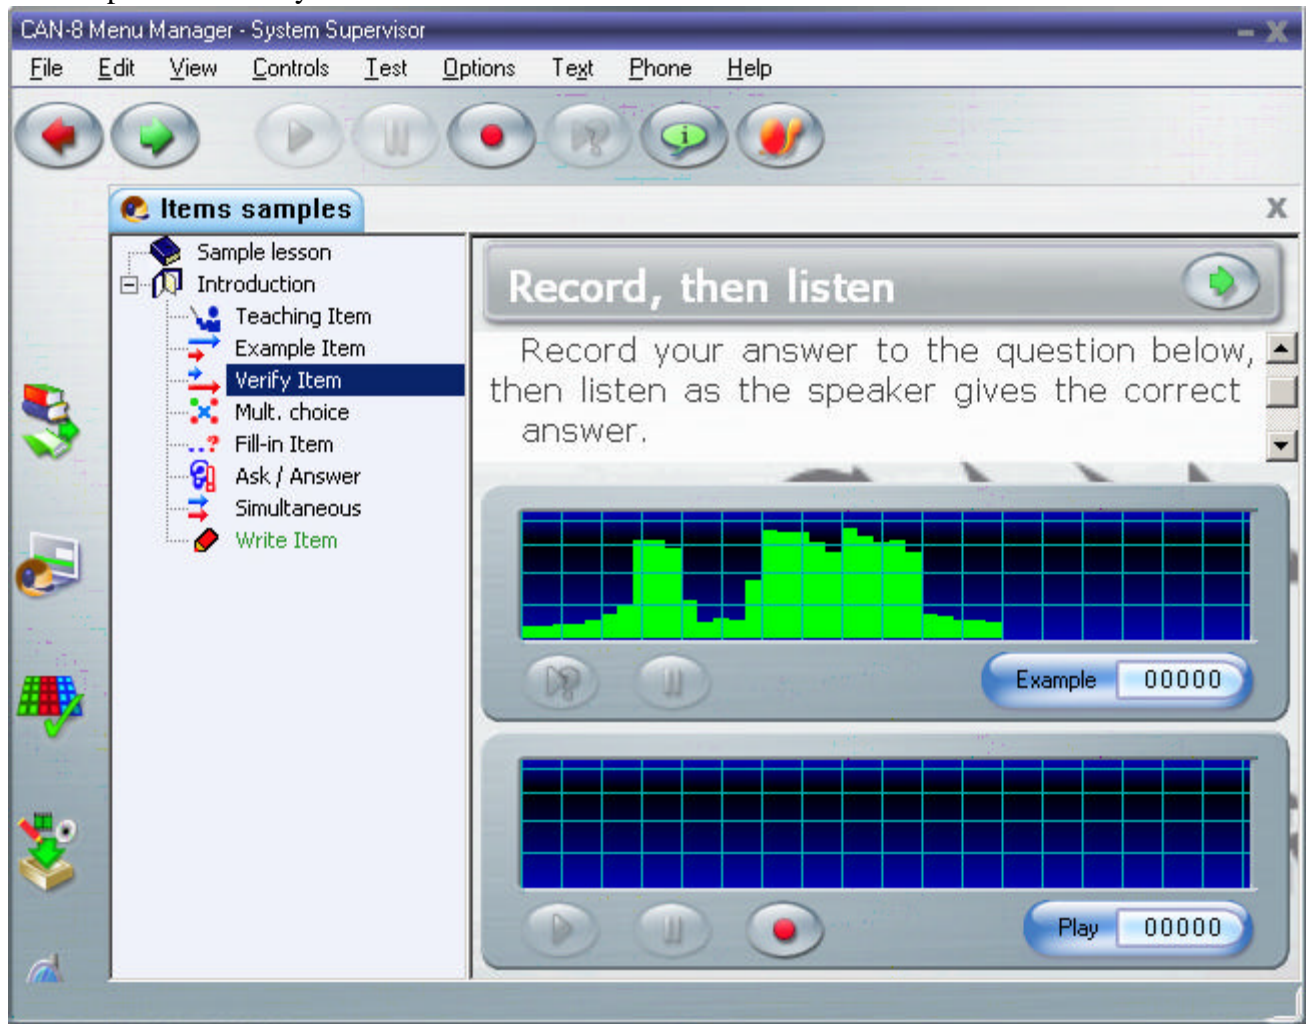 CAN-8 Menu Manager - System Supervisor
File Edit View Controls Test Options Text Phone Help
Items samples
Sample lesson
Introduction
Teaching Item
Example Item
Verify Item
Mult. choice
Fill-in Item
Ask / Answer
Simultaneous
Write Item
Record, then listen
Record your answer to the question below,
then listen as the speaker gives the correct
answer.
Example 00000
Play 00000